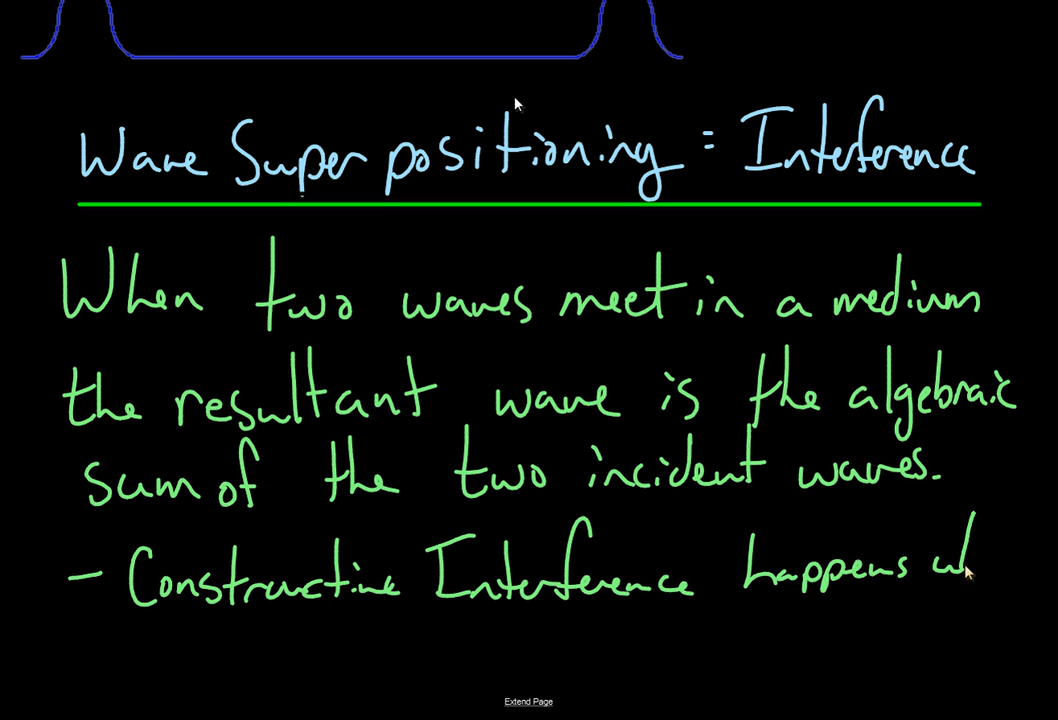 Wave Superpositioning = Interference
When two waves meet in a medium
the resultant wave is the algebraic
sum of the two incident waves.
- Constructive Interference happens
Extend Page